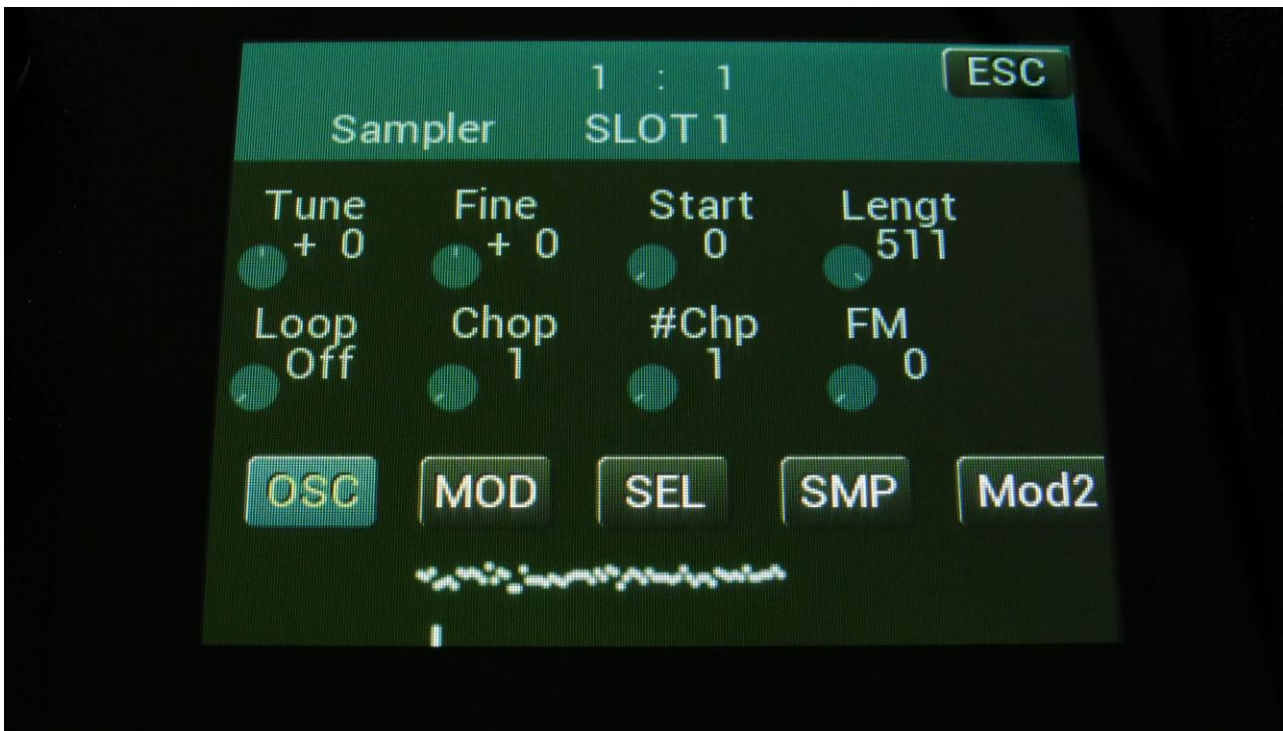 1 : 1 ESC
Sampler SLOT 1
Tune Fine Start Lengt
+ 0 + 0 0 511
Loop Chop #Chp FM
Off 1 1 0
OSC MOD SEL SMP Mod2